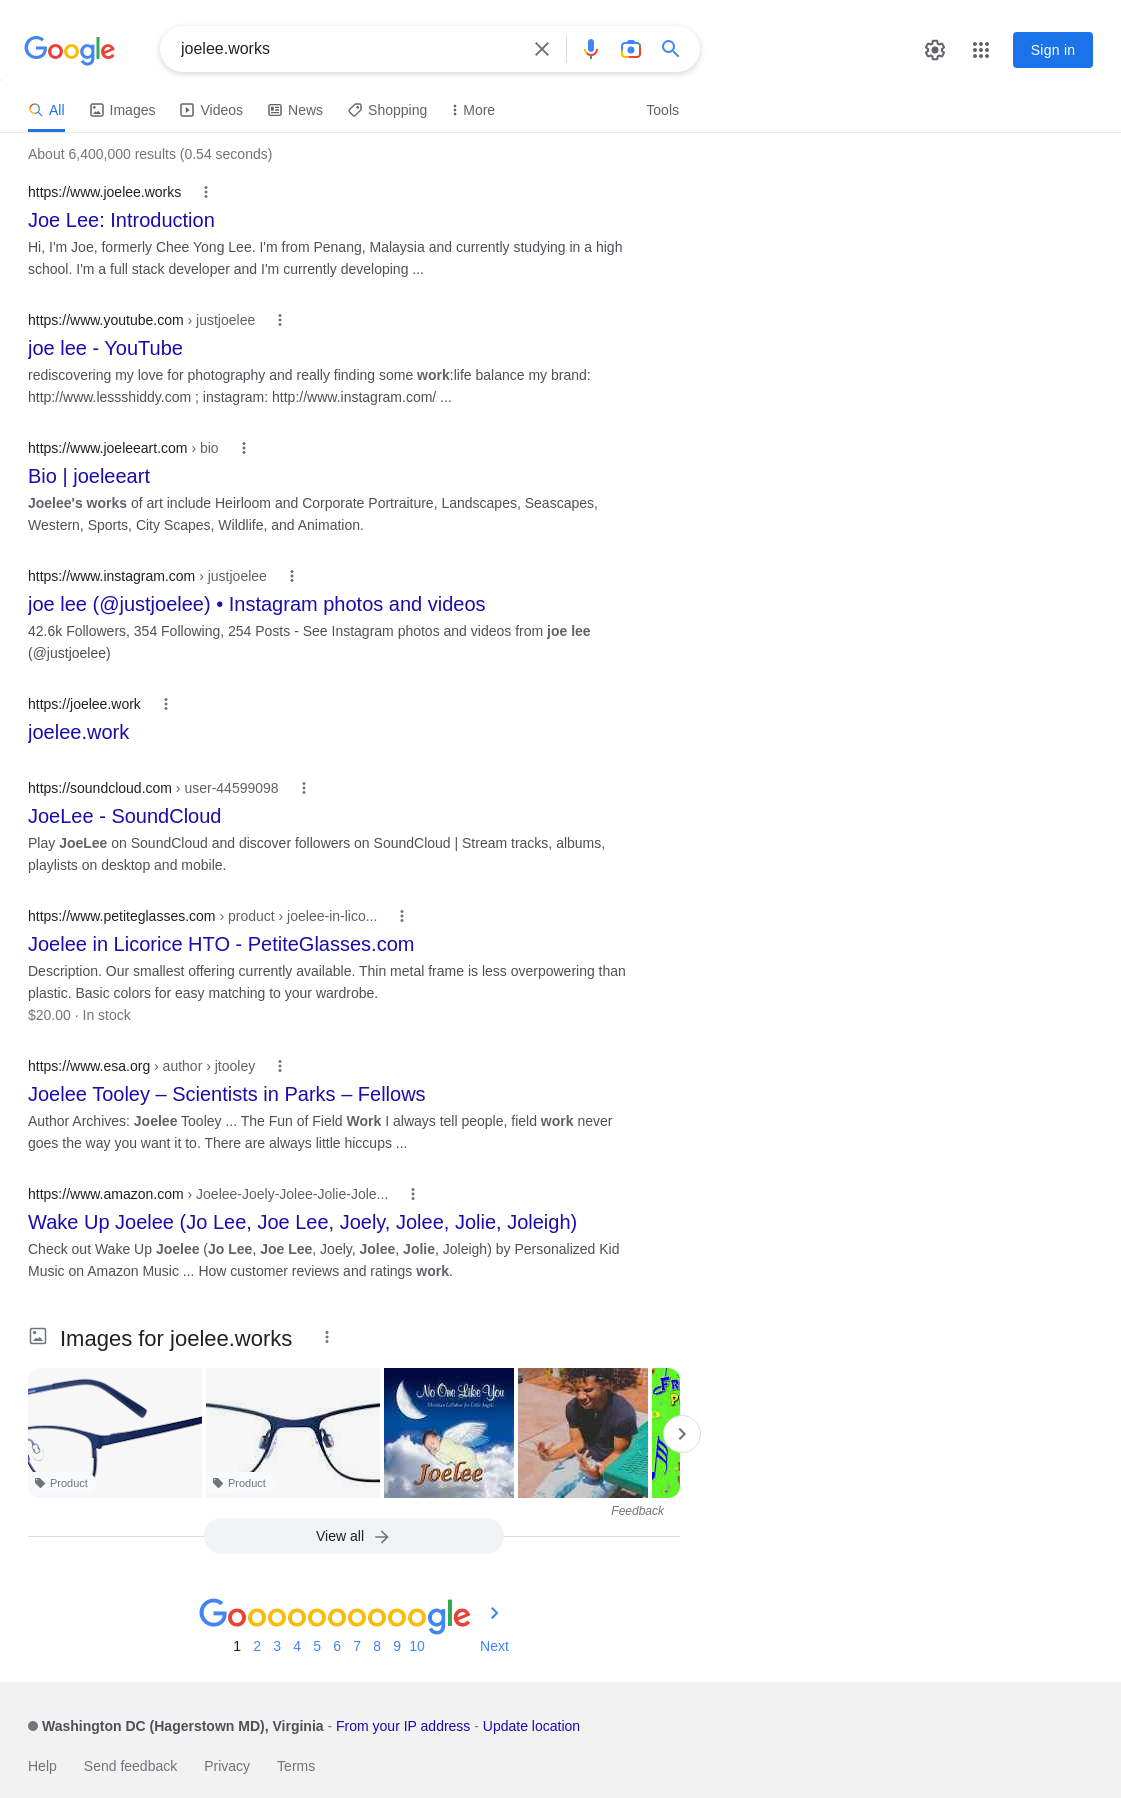 Google
joelee.works
Sign in
All
Images
Videos
News
Shopping
More
Tools
About 6,400,000 results (0.54 seconds)
https://www.joelee.works
Joe Lee: Introduction
Hi, I'm Joe, formerly Chee Yong Lee. I'm from Penang, Malaysia and currently studying in a high
school. I'm a full stack developer and I'm currently developing ...
https://www.youtube.com › justjoelee
joe lee - YouTube
rediscovering my love for photography and really finding some work:life balance my brand:
http://www.lessshiddy.com ; instagram: http://www.instagram.com/ ...
https://www.joeleeart.com › bio
Bio | joeleeart
Joelee's works of art include Heirloom and Corporate Portraiture, Landscapes, Seascapes,
Western, Sports, City Scapes, Wildlife, and Animation.
https://www.instagram.com › justjoelee
joe lee (@justjoelee) • Instagram photos and videos
42.6k Followers, 354 Following, 254 Posts - See Instagram photos and videos from joe lee
(@justjoelee)
https://joelee.work
joelee.work
https://soundcloud.com › user-44599098
JoeLee - SoundCloud
Play JoeLee on SoundCloud and discover followers on SoundCloud | Stream tracks, albums,
playlists on desktop and mobile.
https://www.petiteglasses.com › product › joelee-in-lico...
Joelee in Licorice HTO - PetiteGlasses.com
Description. Our smallest offering currently available. Thin metal frame is less overpowering than
plastic. Basic colors for easy matching to your wardrobe.
$20.00 · In stock
https://www.esa.org › author › jtooley
Joelee Tooley – Scientists in Parks – Fellows
Author Archives: Joelee Tooley ... The Fun of Field Work I always tell people, field work never
goes the way you want it to. There are always little hiccups ...
https://www.amazon.com › Joelee-Joely-Jolee-Jolie-Jole...
Wake Up Joelee (Jo Lee, Joe Lee, Joely, Jolee, Jolie, Joleigh)
Check out Wake Up Joelee (Jo Lee, Joe Lee, Joely, Jolee, Jolie, Joleigh) by Personalized Kid
Music on Amazon Music ... How customer reviews and ratings work.
Images for joelee.works
Product
Product
No One Like You
Christian Lullabies for Little Angels
Joelee
Feedback
View all
Goooooooooogle
1 2 3 4 5 6 7 8 9 10 Next
Washington DC (Hagerstown MD), Virginia - From your IP address - Update location
Help Send feedback Privacy Terms